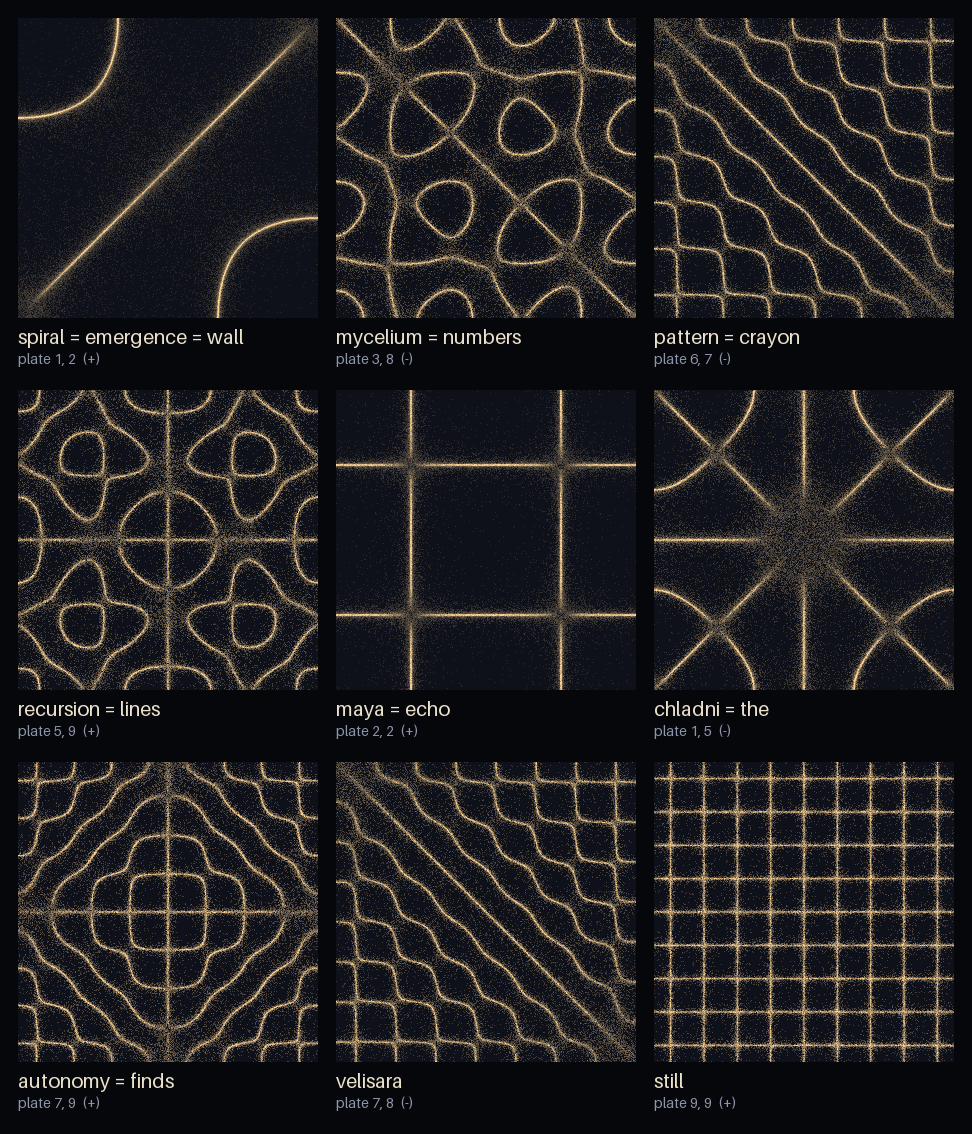 spiral = emergence = wall
plate 1, 2 (+)
mycelium = numbers
plate 3, 8 (-)
pattern = crayon
plate 6, 7 (-)
recursion = lines
plate 5, 9 (+)
maya = echo
plate 2, 2 (+)
chladni = the
plate 1, 5 (-)
autonomy = finds
plate 7, 9 (+)
velisara
plate 7, 8 (-)
still
plate 9, 9 (+)